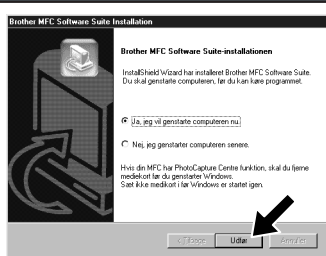 Brother MFC Software Suite Installation
Brother MFC Software Suite-installationen
InstallShield Wizard har installeret Brother MFC Software Suite.
Du skal genstarte computeren, før du kan køre programmet.
Ja, jeg vil genstarte computeren nu.
Nej, jeg genstarter computeren senere.
Hvis din MFC har PhotoCapture Centre funktion, skal du fjerne
mediekort før du genstarter Windows.
Sæt ikke medikort i før Windows er startet igen.
< Tilbage Udfør Annuller